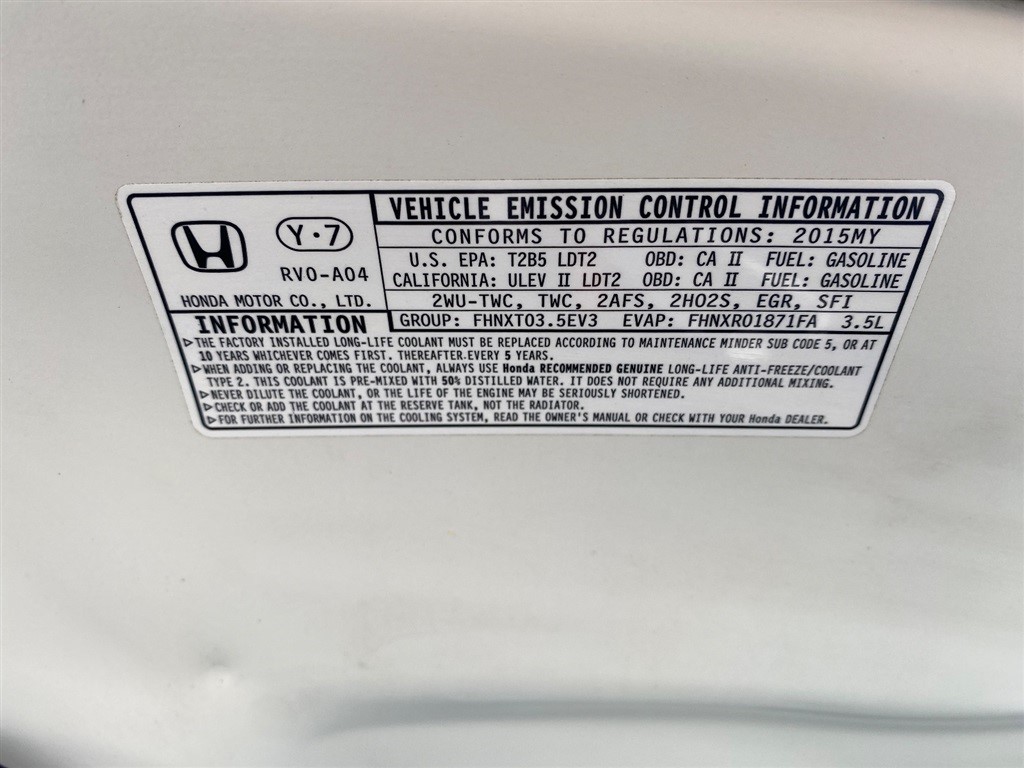 VEHICLE EMISSION CONTROL INFORMATION
Y·7
CONFORMS TO REGULATIONS: 2015MY
RV0-A04
U.S. EPA: T2B5 LDT2 OBD: CA II FUEL: GASOLINE
CALIFORNIA: ULEV II LDT2 OBD: CA II FUEL: GASOLINE
HONDA MOTOR CO., LTD.
2WU-TWC, TWC, 2AFS, 2HO2S, EGR, SFI
INFORMATION
GROUP: FHNXT03.5EV3 EVAP: FHNXR01871FA 3.5L
▷THE FACTORY INSTALLED LONG-LIFE COOLANT MUST BE REPLACED ACCORDING TO MAINTENANCE MINDER SUB CODE 5, OR AT
10 YEARS WHICHEVER COMES FIRST. THEREAFTER EVERY 5 YEARS.
▷WHEN ADDING OR REPLACING THE COOLANT, ALWAYS USE Honda RECOMMENDED GENUINE LONG-LIFE ANTI-FREEZE/COOLANT
TYPE 2. THIS COOLANT IS PRE-MIXED WITH 50% DISTILLED WATER. IT DOES NOT REQUIRE ANY ADDITIONAL MIXING.
▷NEVER DILUTE THE COOLANT, OR THE LIFE OF THE ENGINE MAY BE SERIOUSLY SHORTENED.
▷CHECK OR ADD THE COOLANT AT THE RESERVE TANK, NOT THE RADIATOR.
▷FOR FURTHER INFORMATION ON THE COOLING SYSTEM, READ THE OWNER'S MANUAL OR CHECK WITH YOUR Honda DEALER.